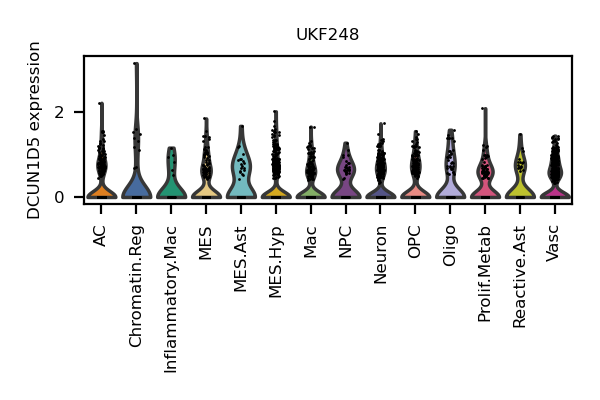 UKF248
DCUN1D5 expression
2
0
AC
Chromatin.Reg
Inflammatory.Mac
MES
MES.Ast
MES.Hyp
Mac
NPC
Neuron
OPC
Oligo
Prolif.Metab
Reactive.Ast
Vasc